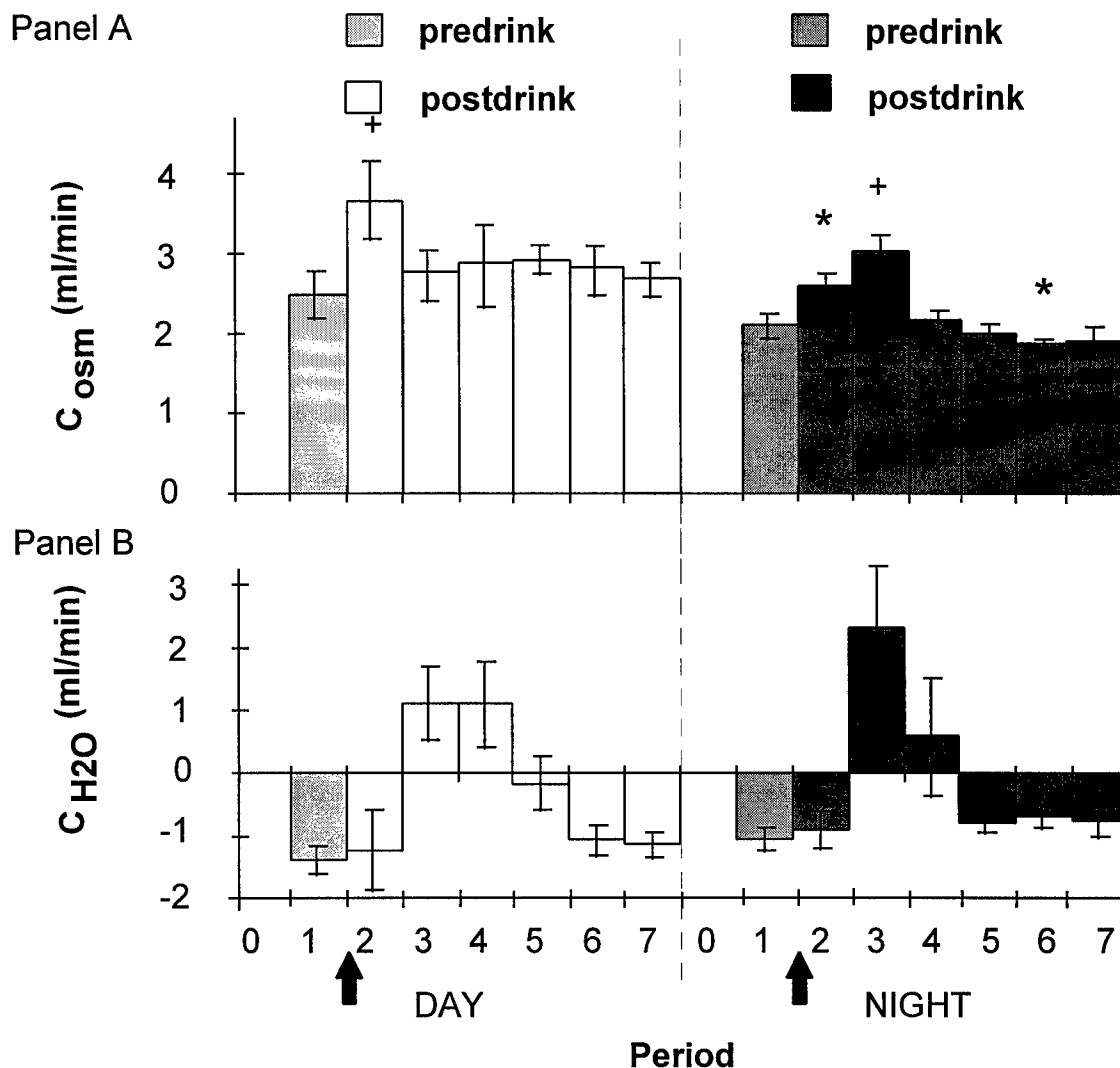 Panel A
predrink
predrink
postdrink
postdrink
+
+
*
*
C osm (ml/min)
4
3
2
1
0
Panel B
C H2O (ml/min)
3
2
1
0
-1
-2
0 1 2 3 4 5 6 7 0 1 2 3 4 5 6 7
DAY NIGHT
Period